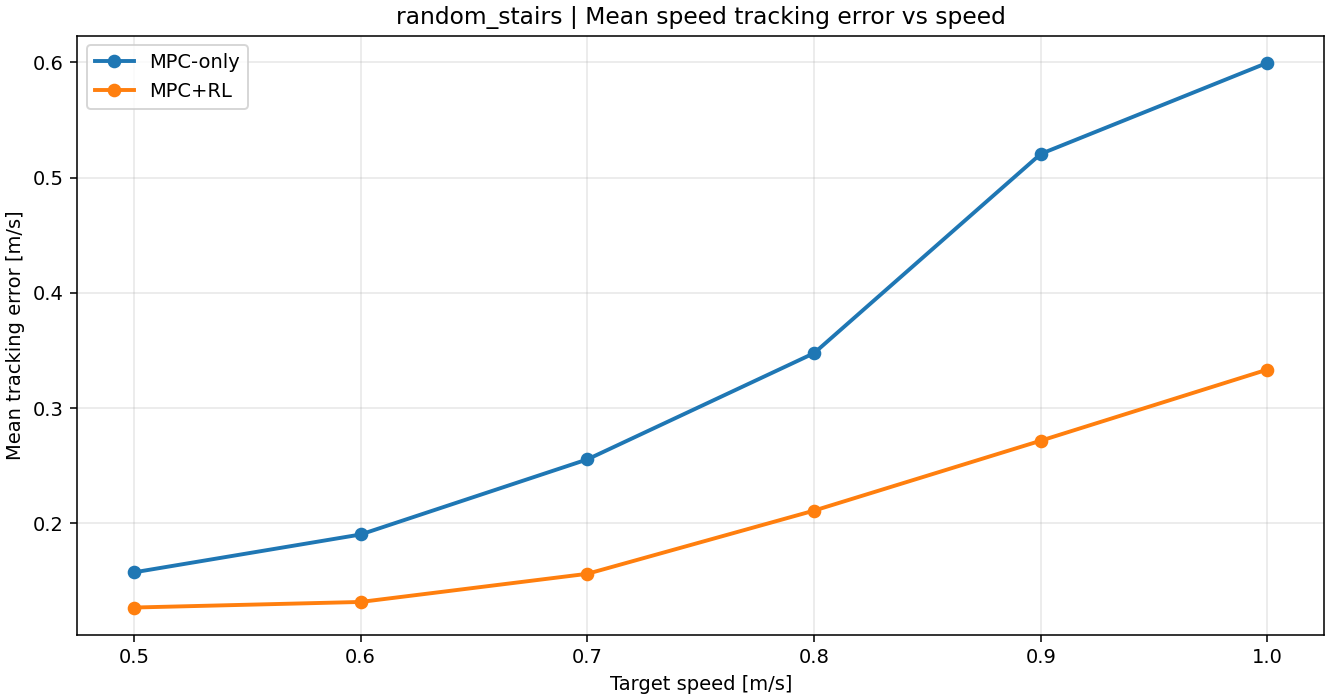 random_stairs | Mean speed tracking error vs speed
MPC-only
MPC+RL
Mean tracking error [m/s]
0.6
0.5
0.4
0.3
0.2
0.5
0.6
0.7
0.8
0.9
1.0
Target speed [m/s]